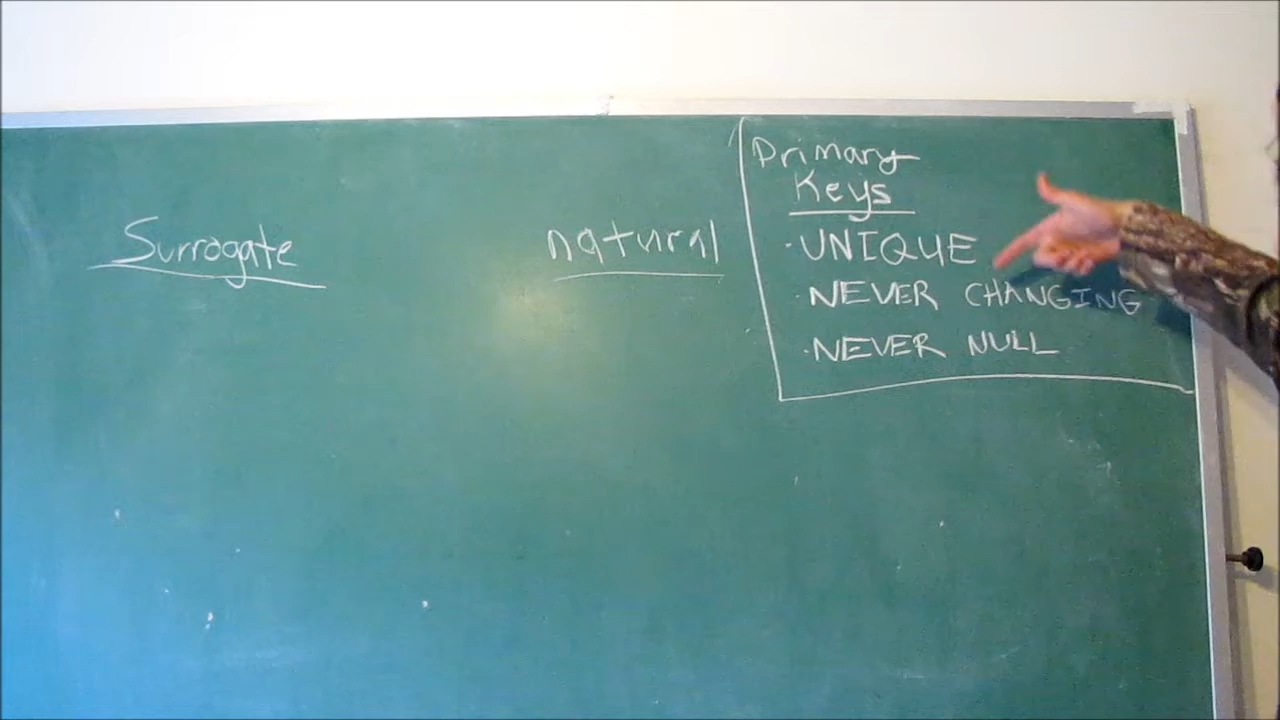 Surrogate
natural
Primary
Keys
· UNIQUE
· NEVER CHANGING
· NEVER NULL